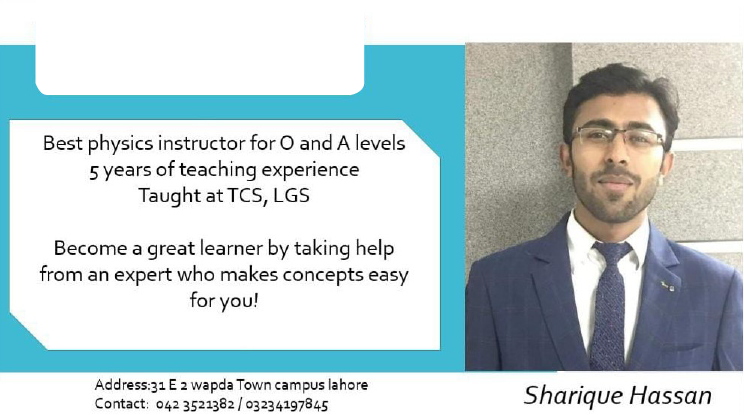 Best physics instructor for O and A levels
5 years of teaching experience
Taught at TCS, LGS
Become a great learner by taking help
from an expert who makes concepts easy
for you!
Address:31 E 2 wapda Town campus lahore
Contact: 042 3521382 / 03234197845
Sharique Hassan